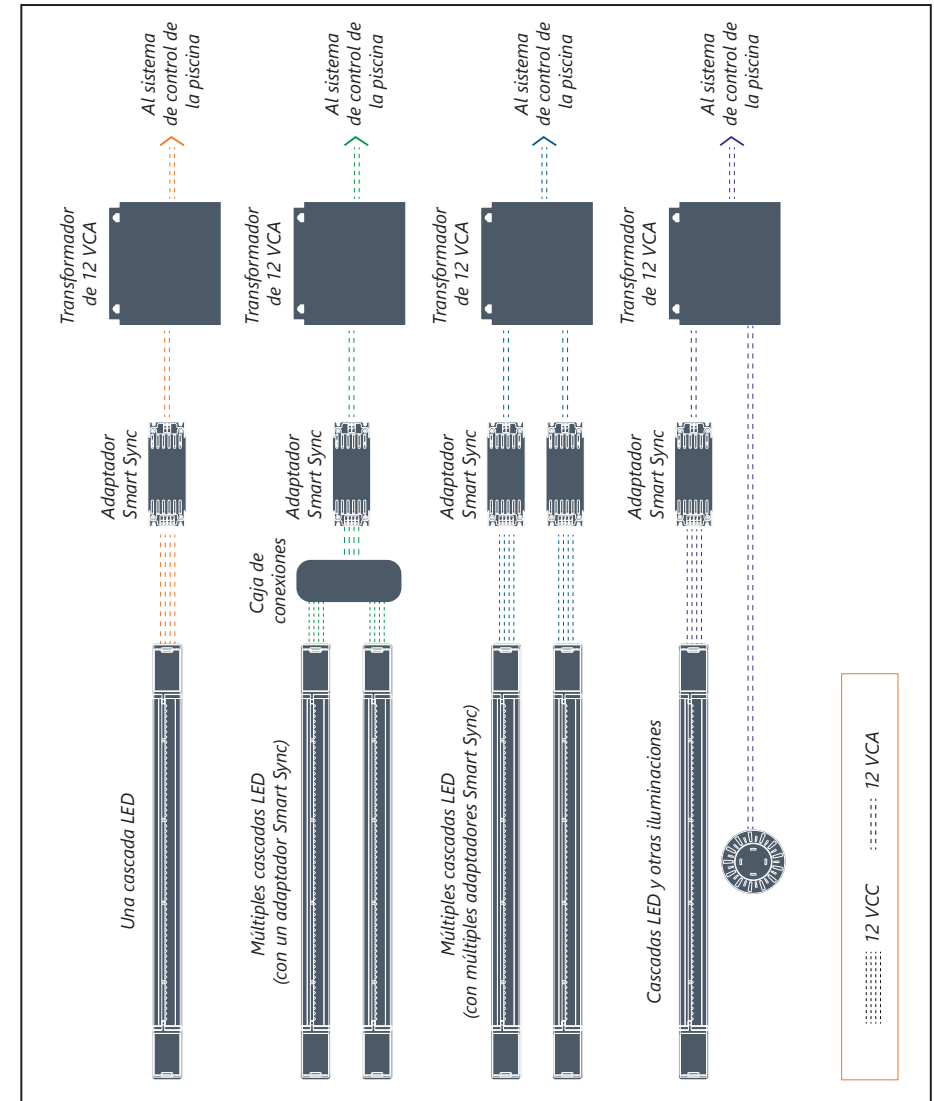 Una cascada LED
Adaptador
Smart Sync
Transformador
de 12 VCA
Al sistema
de control de
la piscina
Múltiples cascadas LED
(con un adaptador Smart Sync)
Caja de
conexiones
Adaptador
Smart Sync
Transformador
de 12 VCA
Al sistema
de control de
la piscina
Múltiples cascadas LED
(con múltiples adaptadores Smart Sync)
Adaptador
Smart Sync
Transformador
de 12 VCA
Al sistema
de control de
la piscina
Cascadas LED y otras iluminaciones
Adaptador
Smart Sync
Transformador
de 12 VCA
Al sistema
de control de
la piscina
12 VCC
12 VCA